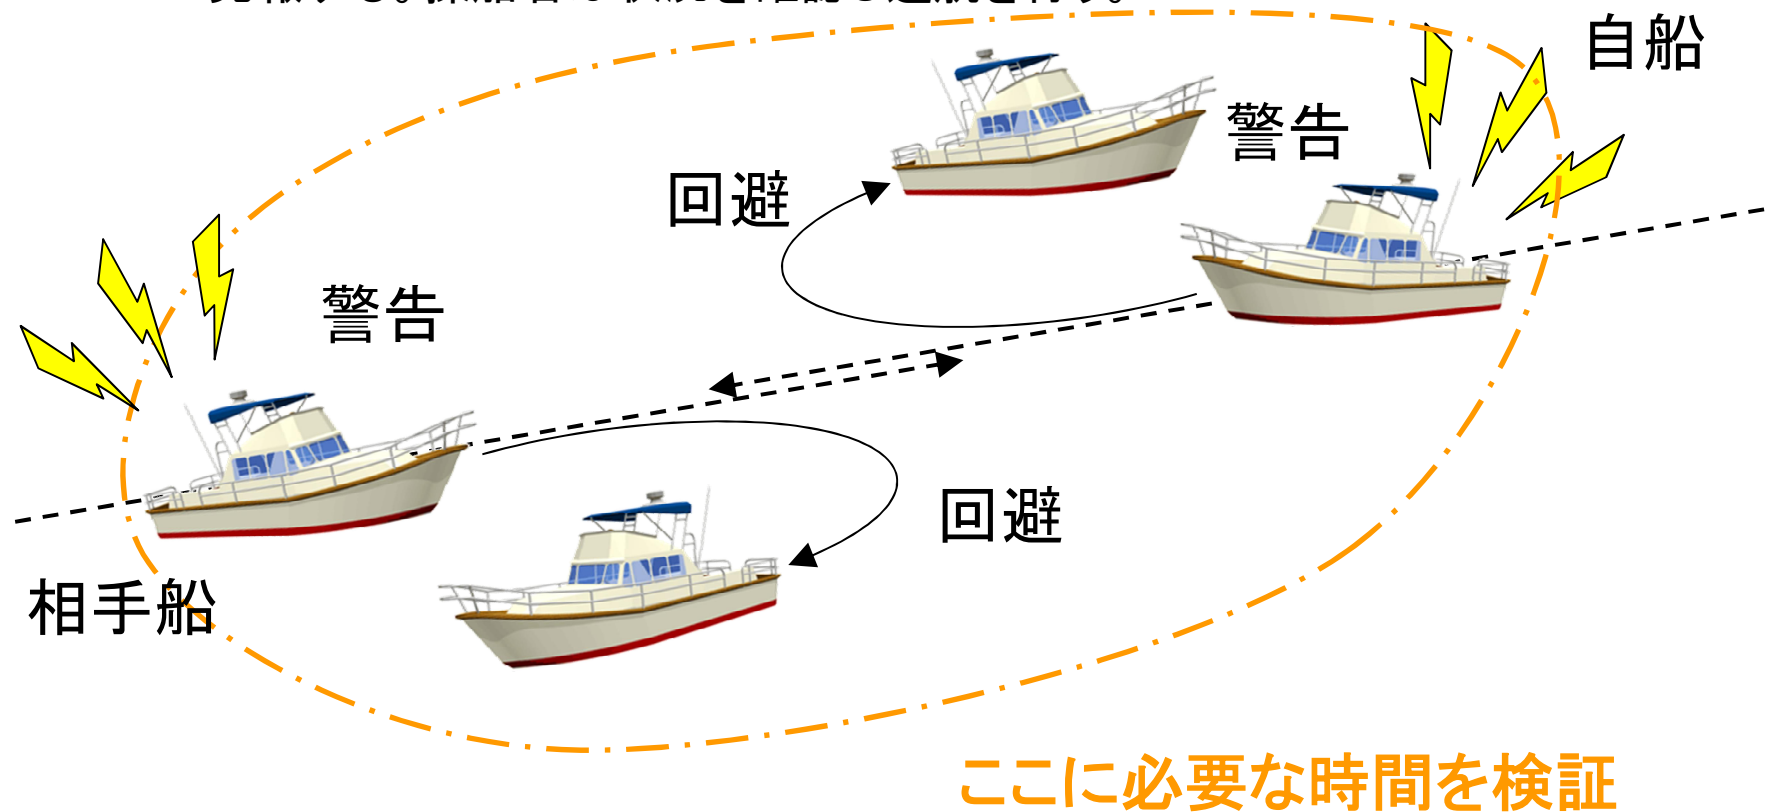 自船
警告
回避
警告
回避
相手船
ここに必要な時間を検証